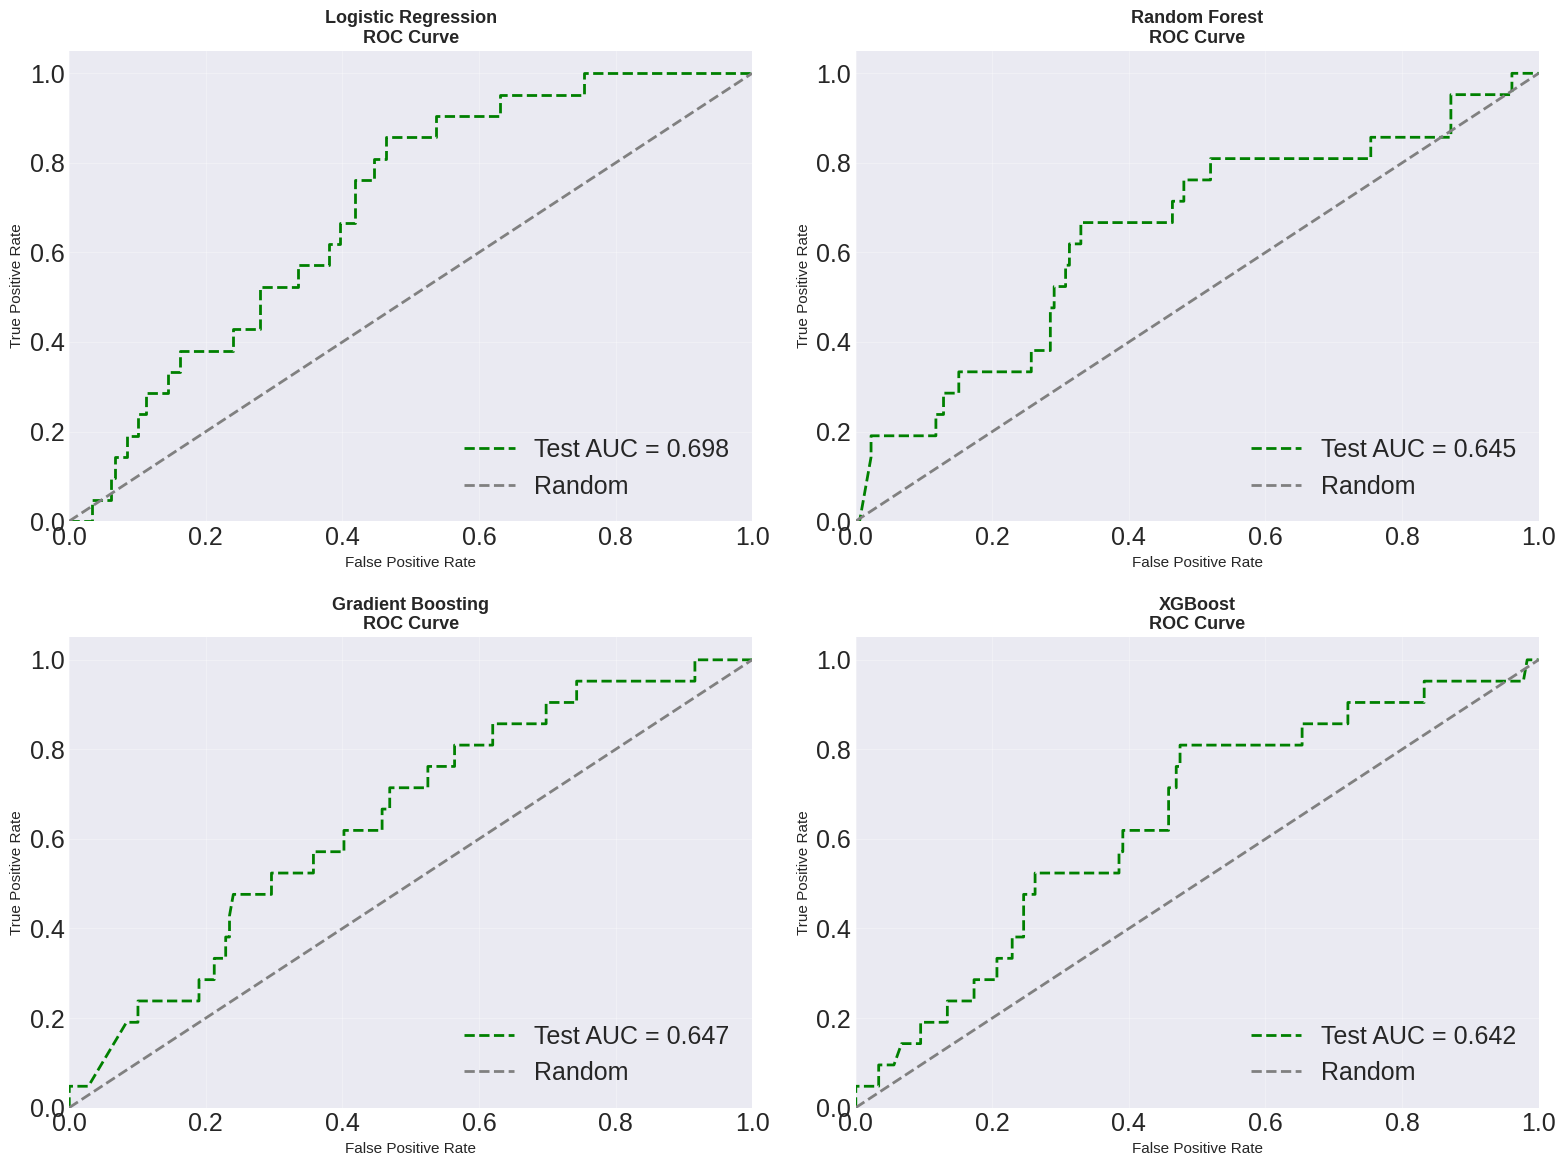 Logistic Regression
ROC Curve
1.0
0.8
0.6
0.4
0.2
0.0
True Positive Rate
Test AUC = 0.698
Random
0.0 0.2 0.4 0.6 0.8 1.0
False Positive Rate
Random Forest
ROC Curve
1.0
0.8
0.6
0.4
0.2
0.0
True Positive Rate
Test AUC = 0.645
Random
0.0 0.2 0.4 0.6 0.8 1.0
False Positive Rate
Gradient Boosting
ROC Curve
1.0
0.8
0.6
0.4
0.2
0.0
True Positive Rate
Test AUC = 0.647
Random
0.0 0.2 0.4 0.6 0.8 1.0
False Positive Rate
XGBoost
ROC Curve
1.0
0.8
0.6
0.4
0.2
0.0
True Positive Rate
Test AUC = 0.642
Random
0.0 0.2 0.4 0.6 0.8 1.0
False Positive Rate